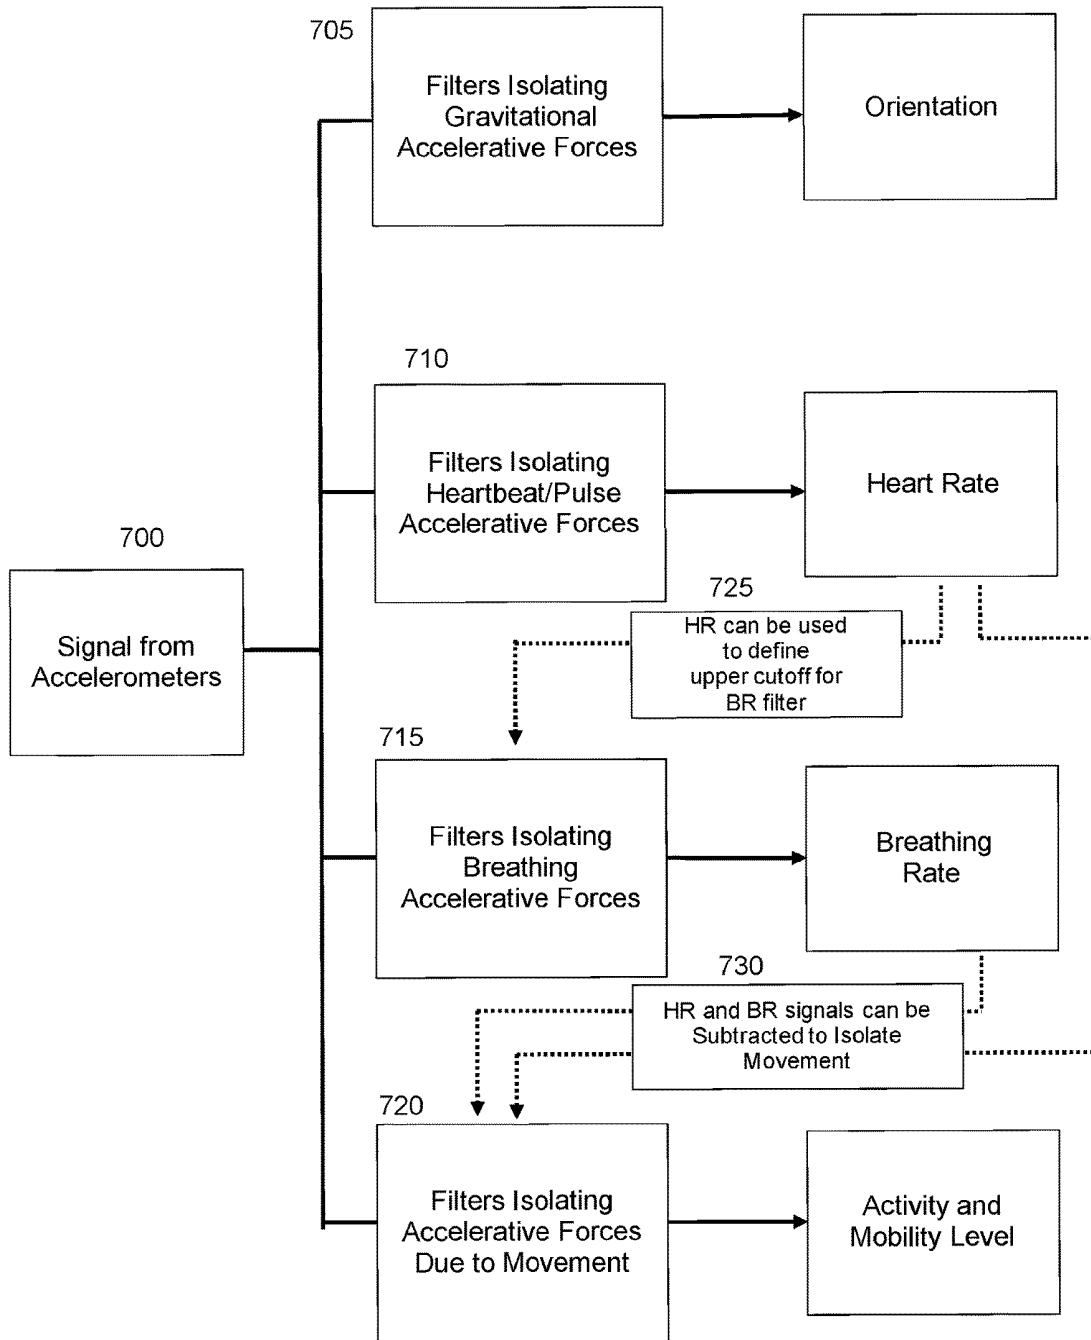 705
Filters Isolating
Gravitational
Accelerative Forces
Orientation
710
Filters Isolating
Heartbeat/Pulse
Accelerative Forces
Heart Rate
700
Signal from
Accelerometers
725
HR can be used
to define
upper cutoff for
BR filter
715
Filters Isolating
Breathing
Accelerative Forces
Breathing
Rate
730
HR and BR signals can be
Subtracted to Isolate
Movement
720
Filters Isolating
Accelerative Forces
Due to Movement
Activity and
Mobility Level